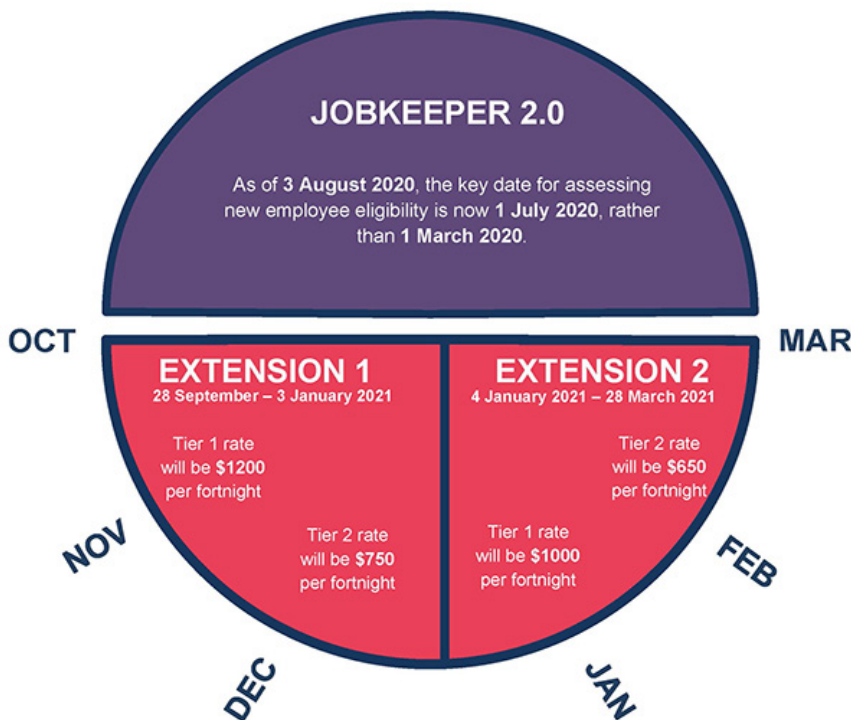 JOBKEEPER 2.0
As of 3 August 2020, the key date for assessing
new employee eligibility is now 1 July 2020, rather
than 1 March 2020.
OCT
MAR
EXTENSION 1
28 September – 3 January 2021
Tier 1 rate
will be $1200
per fortnight
Tier 2 rate
will be $750
per fortnight
EXTENSION 2
4 January 2021 – 28 March 2021
Tier 2 rate
will be $650
per fortnight
Tier 1 rate
will be $1000
per fortnight
NOV
DEC
JAN
FEB